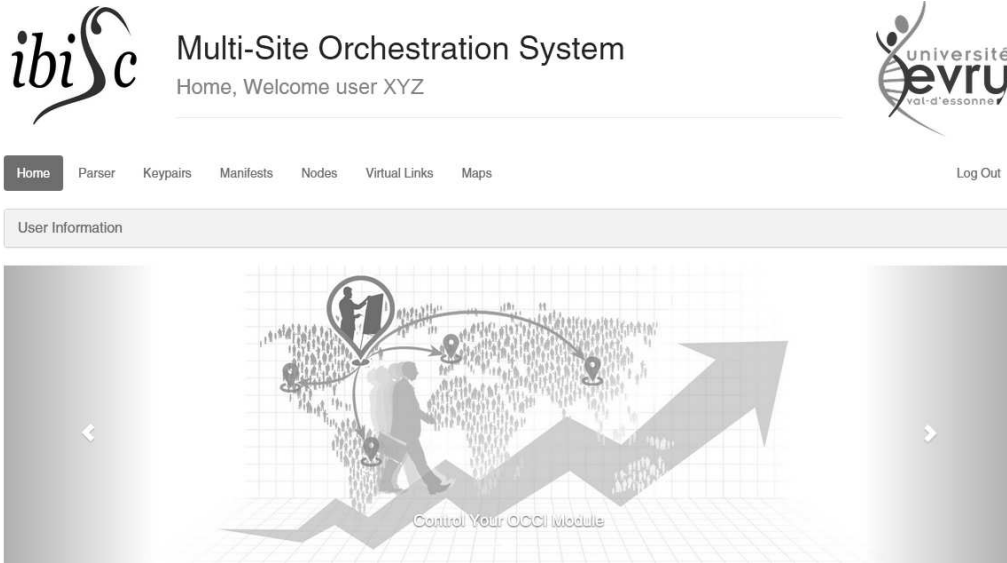 ibisc
Multi-Site Orchestration System
Home, Welcome user XYZ
université
evry
val-d'essonne
Home Parser Keypairs Manifests Nodes Virtual Links Maps Log Out
User Information
Control Your OCCI Module